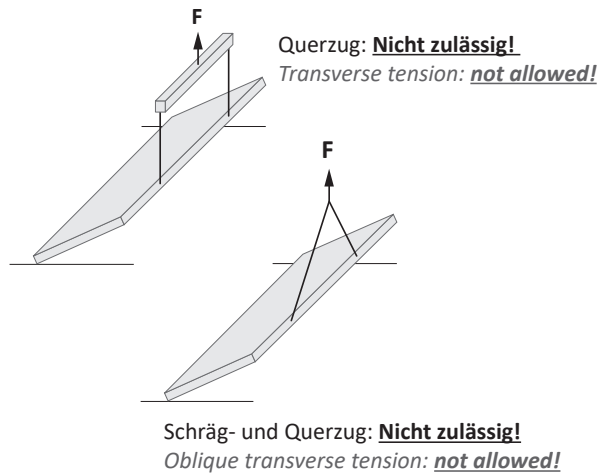 F
Querzug: Nicht zulässig!
Transverse tension: not allowed!
F
Schräg- und Querzug: Nicht zulässig!
Oblique transverse tension: not allowed!